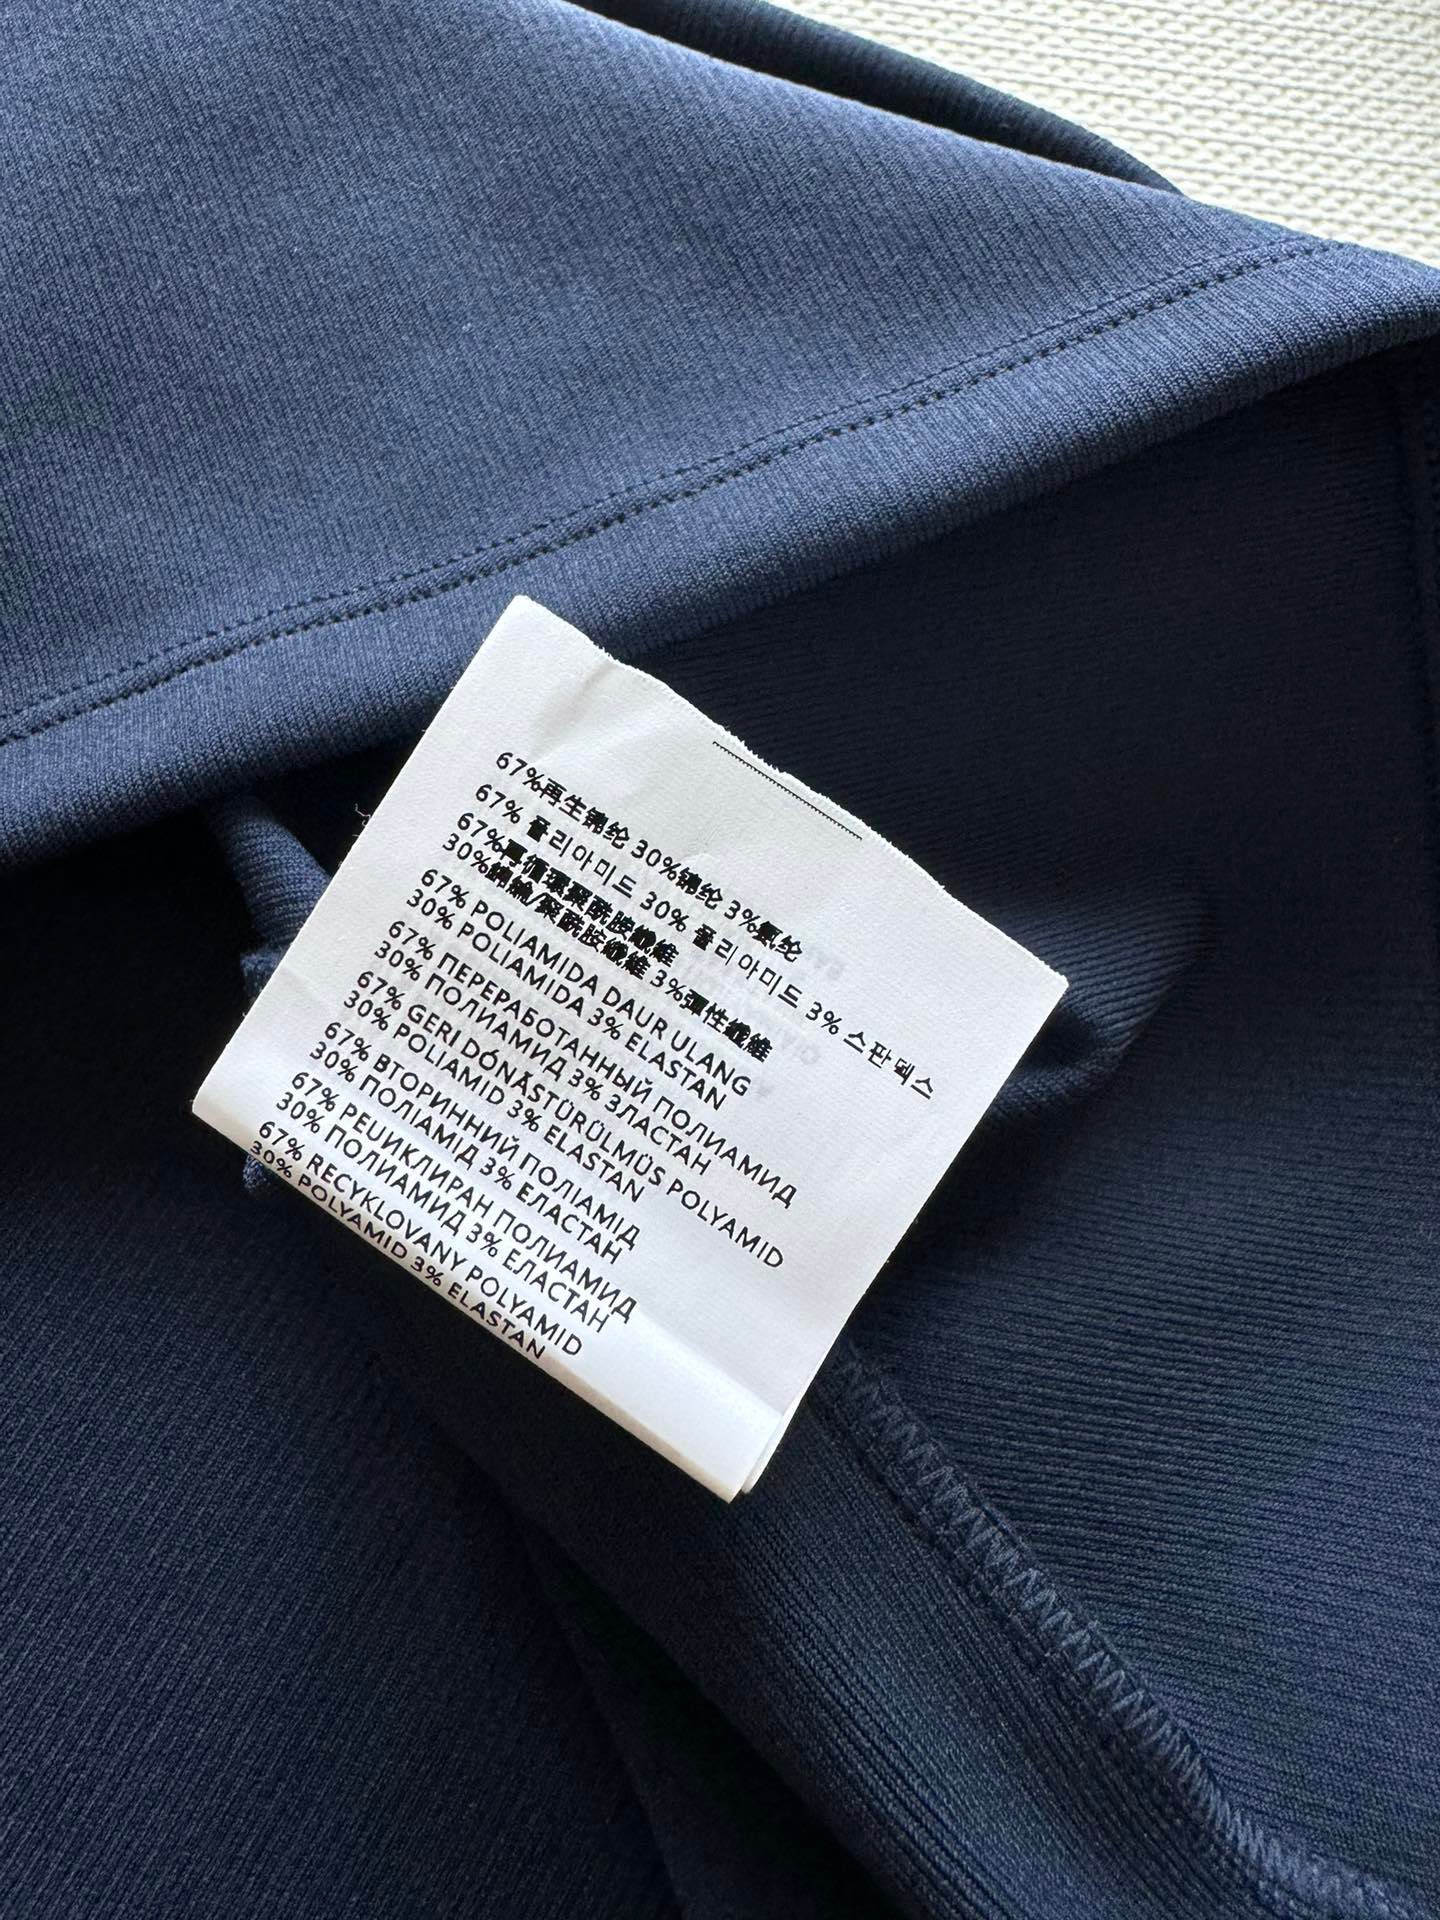 67%再生锦纶 30%锦纶 3%氨纶
67% 폴리아미드 30% 폴리아미드 3% 스판덱스
67%再循環聚酰胺纖維
30%錦綸/聚酰胺纖維 3%彈性纖維
67% POLIAMIDA DAUR ULANG
30% POLIAMIDA 3% ELASTAN
67% ПЕРЕРАБОТАННЫЙ ПОЛИАМИД
30% ПОЛИАМИД 3% ЭЛАСТАН
67% GERI DÖNÜŞTÜRÜLMÜŞ POLYAMID
30% POLIAMID 3% ELASTAN
67% ВТОРИННИЙ ПОЛІАМІД
30% ПОЛІАМІД 3% ЕЛАСТАН
67% РЕЦИКЛИРАН ПОЛИАМИД
30% ПОЛИАМИД 3% ЕЛАСТАН
67% RECYKLOVANY POLYAMID
30% POLYAMID 3% ELASTAN